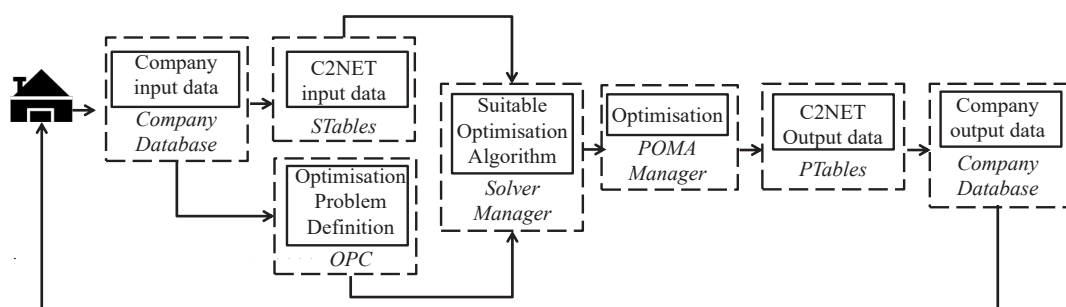 Company
input data
Company
Database
C2NET
input data
STables
Optimisation
Problem
Definition
OPC
Suitable
Optimisation
Algorithm
Solver
Manager
Optimisation
POMA
Manager
C2NET
Output data
PTables
Company
output data
Company
Database